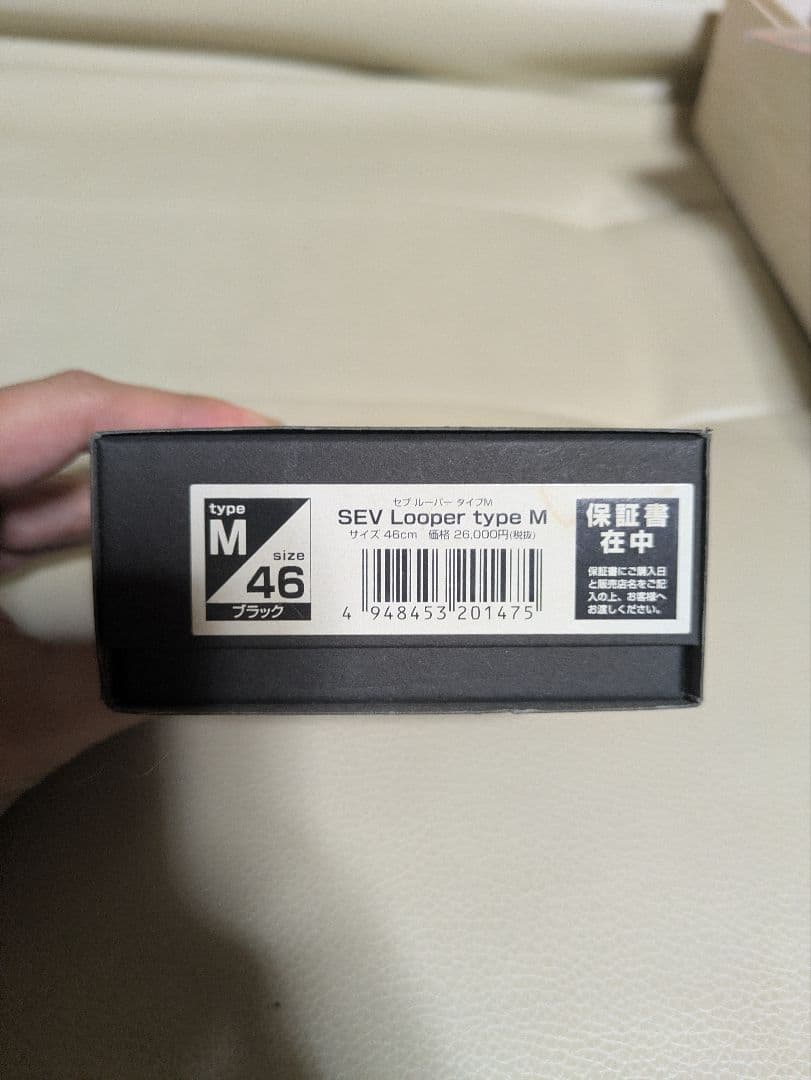 type
M
size
46
ブラック
セブ ルーパー タイプM
SEV Looper type M
サイズ 46cm 価格 26,000円(税抜)
4 948453 201475
保証書
在中
保証書にご購入日
と販売店名をご記
入の上、お客様へ
お渡しください。